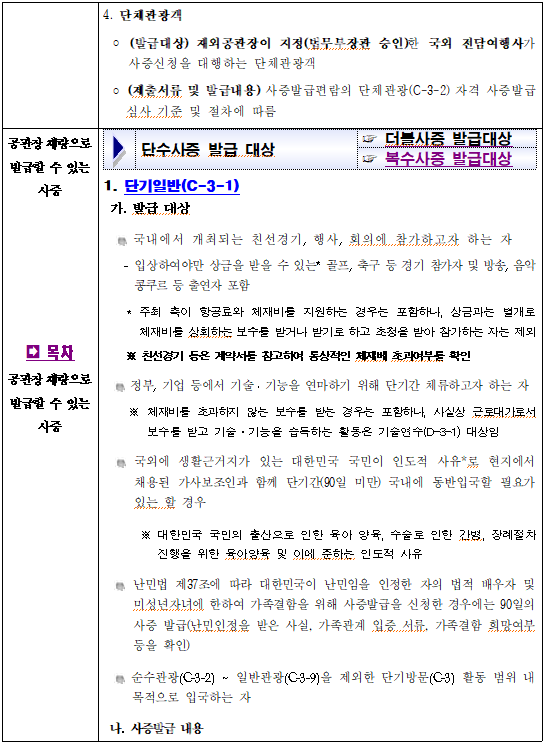 4. 단체관광객
○ (발급대상) 재외공관장이 지정(법무부장관 승인)한 국외 전담여행사가
사증신청을 대행하는 단체관광객
○ (제출서류 및 발급내용) 사증발급편람의 단체관광(C-3-2) 자격 사증발급
심사 기준 및 절차에 따름
공관장 재량으로
발급할 수 있는
사증
단수사증 발급 대상
☞ 더블사증 발급대상
☞ 복수사증 발급대상
1. 단기일반(C-3-1)
가. 발급 대상
국내에서 개최되는 친선경기, 행사, 회의에 참가하고자 하는 자
- 입상하여야만 상금을 받을 수 있는* 골프, 축구 등 경기 참가자 및 방송, 음악
콩쿠르 등 출연자 포함
* 주최 측이 항공료와 체재비를 지원하는 경우는 포함하나, 상금과는 별개로
체재비를 상회하는 보수를 받거나 받기로 하고 초청을 받아 참가하는 자는 제외
※ 친선경기 등은 계약서를 참고하여 통상적인 체재비 초과여부를 확인
정부, 기업 등에서 기술·기능을 연마하기 위해 단기간 체류하고자 하는 자
※ 체재비를 초과하지 않는 보수를 받는 경우는 포함하나, 사실상 근로대가로서
보수를 받고 기술·기능을 습득하는 활동은 기술연수(D-3-1) 대상임
국외에 생활근거지가 있는 대한민국 국민이 인도적 사유*로 현지에서
채용된 가사보조인과 함께 단기간(90일 미만) 국내에 동반입국할 필요가
있는 할 경우
※ 대한민국 국민의 출산으로 인한 육아 양육, 수술로 인한 간병, 장례절차
진행을 위한 육아양육 및 이에 준하는 인도적 사유
난민법 제37조에 따라 대한민국이 난민임을 인정한 자의 법적 배우자 및
미성년자녀에 한하여 가족결합을 위해 사증발급을 신청한 경우에는 90일의
사증 발급(난민인정을 받은 사실, 가족관계 입증 서류, 가족결합 희망여부
등을 확인)
순수관광(C-3-2) ~ 일반관광(C-3-9)을 제외한 단기방문(C-3) 활동 범위 내
목적으로 입국하는 자
나. 사증발급 내용
➡ 목차
공관장 재량으로
발급할 수 있는
사증